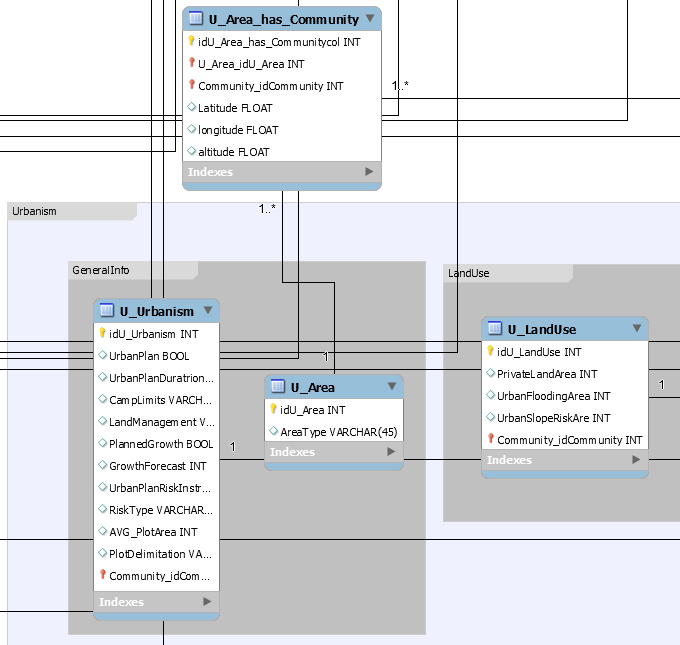 U_Area_has_Community
idU_Area_has_Communitycol INT
U_Area_idU_Area INT
Community_idCommunity INT
Latitude FLOAT
longitude FLOAT
altitude FLOAT
Indexes
1..*
1..*
Urbanism
GeneralInfo
U_Urbanism
idU_Urbanism INT
UrbanPlan BOOL
UrbanPlanDuratrion...
CampLimits VARCH...
LandManagement V...
PlannedGrowth BOOL
GrowthForecast INT
UrbanPlanRiskInstr...
RiskType VARCHAR...
AVG_PlotArea INT
PlotDelimitation VA...
Community_idCom...
Indexes
1
1
U_Area
idU_Area INT
AreaType VARCHAR(45)
Indexes
LandUse
U_LandUse
idU_LandUse INT
PrivateLandArea INT
UrbanFloodingArea INT
UrbanSlopeRiskAre INT
Community_idCommunity INT
Indexes
1